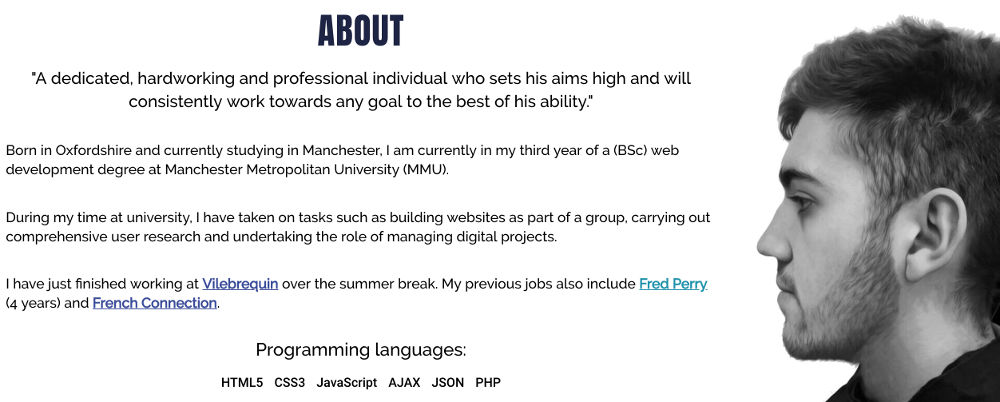 ABOUT
"A dedicated, hardworking and professional individual who sets his aims high and will
consistently work towards any goal to the best of his ability."
Born in Oxfordshire and currently studying in Manchester, I am currently in my third year of a (BSc) web
development degree at Manchester Metropolitan University (MMU).
During my time at university, I have taken on tasks such as building websites as part of a group, carrying out
comprehensive user research and undertaking the role of managing digital projects.
I have just finished working at Vilebrequin over the summer break. My previous jobs also include Fred Perry
(4 years) and French Connection.
Programming languages:
HTML5 CSS3 JavaScript AJAX JSON PHP